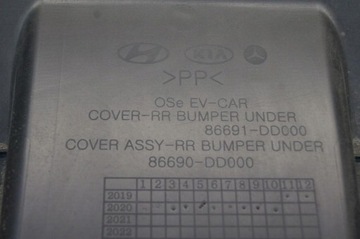 KIA
>PP<
OSe EV-CAR
COVER-RR BUMPER UNDER
86691-DD000
COVER ASSY-RR BUMPER UNDER
86690-DD000
1 2 3 4 5 6 7 8 9 10 11 12
2019
2020
2021
2022